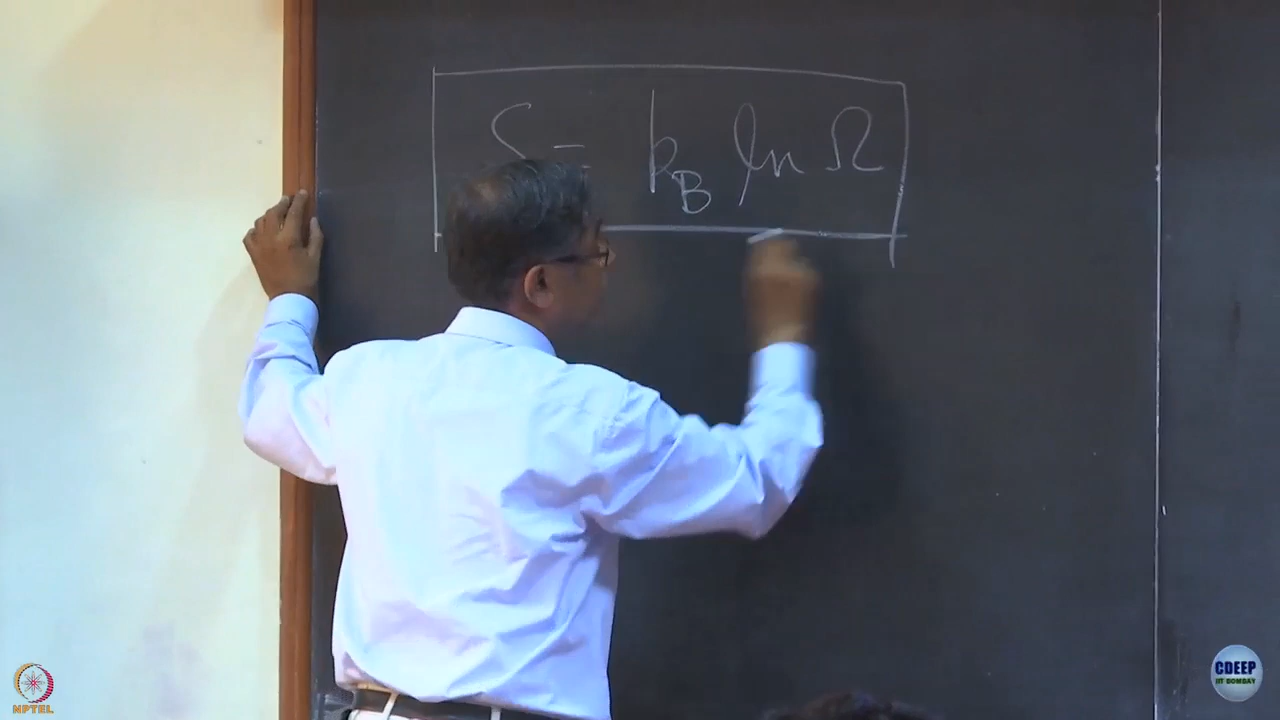 S = k_B ln Ω
NPTEL
CDEEP
IIT BOMBAY